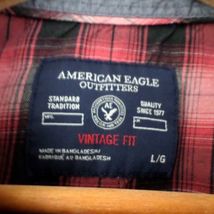 AMERICAN EAGLE
OUTFITTERS
STANDARD
TRADITION
QUALITY
SINCE 1977
AE
VINTAGE FIT
MADE IN BANGLADESH/
FABRIQUE AU BANGLADESH
L/G